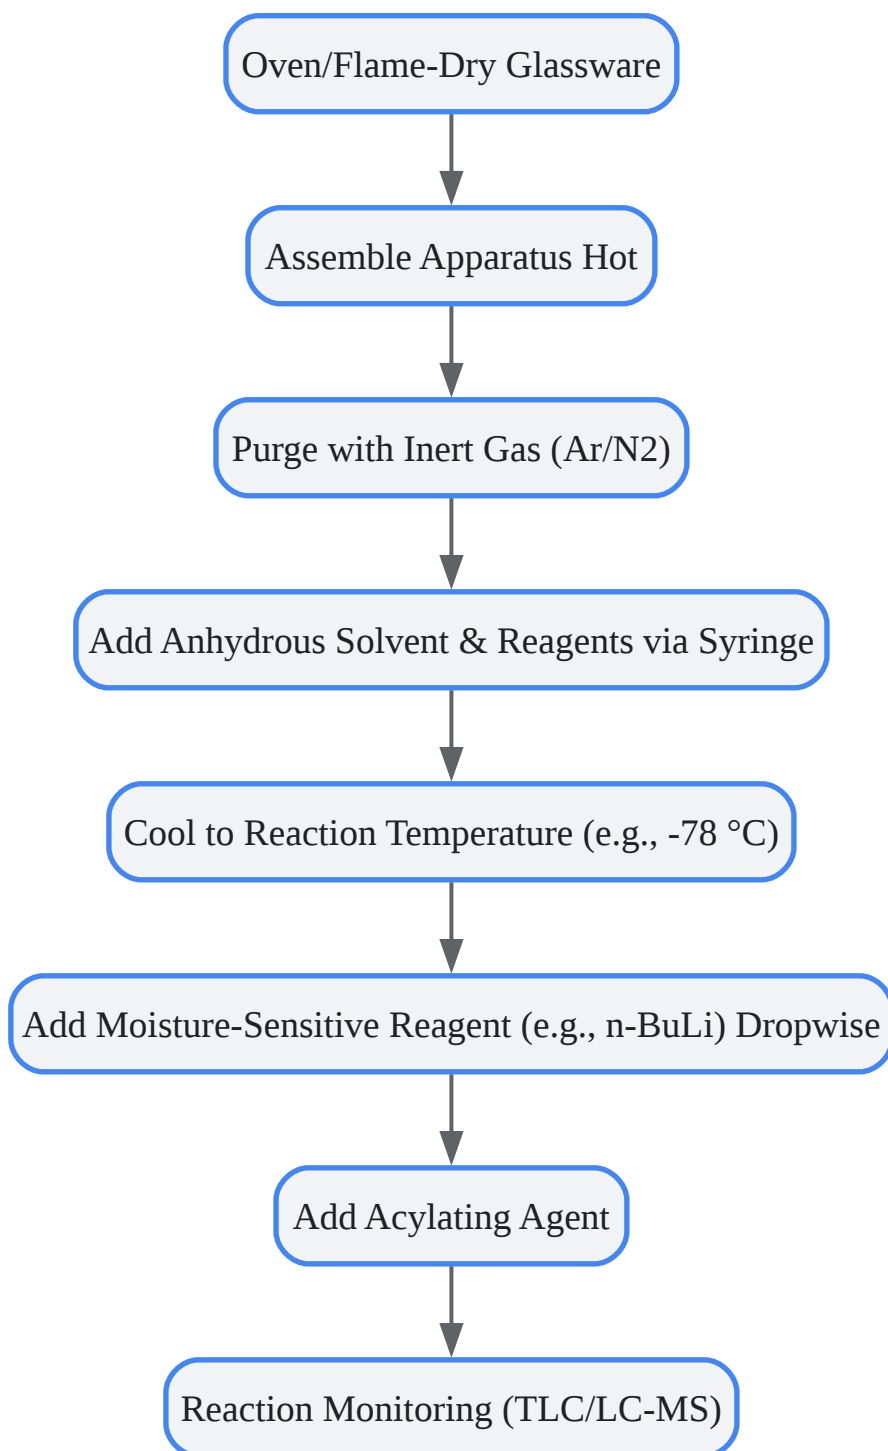 Oven/Flame-Dry Glassware
Assemble Apparatus Hot
Purge with Inert Gas (Ar/N2)
Add Anhydrous Solvent & Reagents via Syringe
Cool to Reaction Temperature (e.g., -78 °C)
Add Moisture-Sensitive Reagent (e.g., n-BuLi) Dropwise
Add Acylating Agent
Reaction Monitoring (TLC/LC-MS)